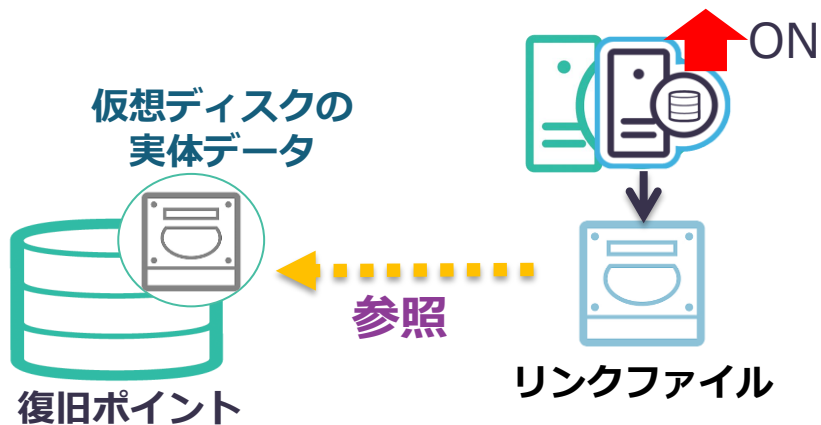 ON
仮想ディスクの
実体データ
参照
リンクファイル
復旧ポイント